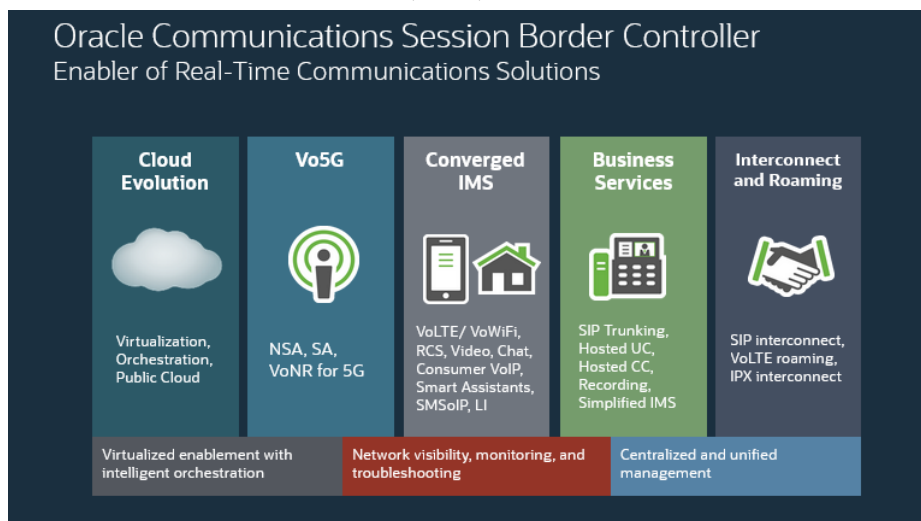 Oracle Communications Session Border Controller
Enabler of Real-Time Communications Solutions
Cloud
Evolution
Virtualization,
Orchestration,
Public Cloud
Vo5G
NSA, SA,
VoNR for 5G
Converged
IMS
VoLTE/ VoWiFi,
RCS, Video, Chat,
Consumer VoIP,
Smart Assistants,
SMSoIP, LI
Business
Services
SIP Trunking,
Hosted UC,
Hosted CC,
Recording,
Simplified IMS
Interconnect
and Roaming
SIP interconnect,
VoLTE roaming,
IPX interconnect
Virtualized enablement with
intelligent orchestration
Network visibility, monitoring, and
troubleshooting
Centralized and unified
management